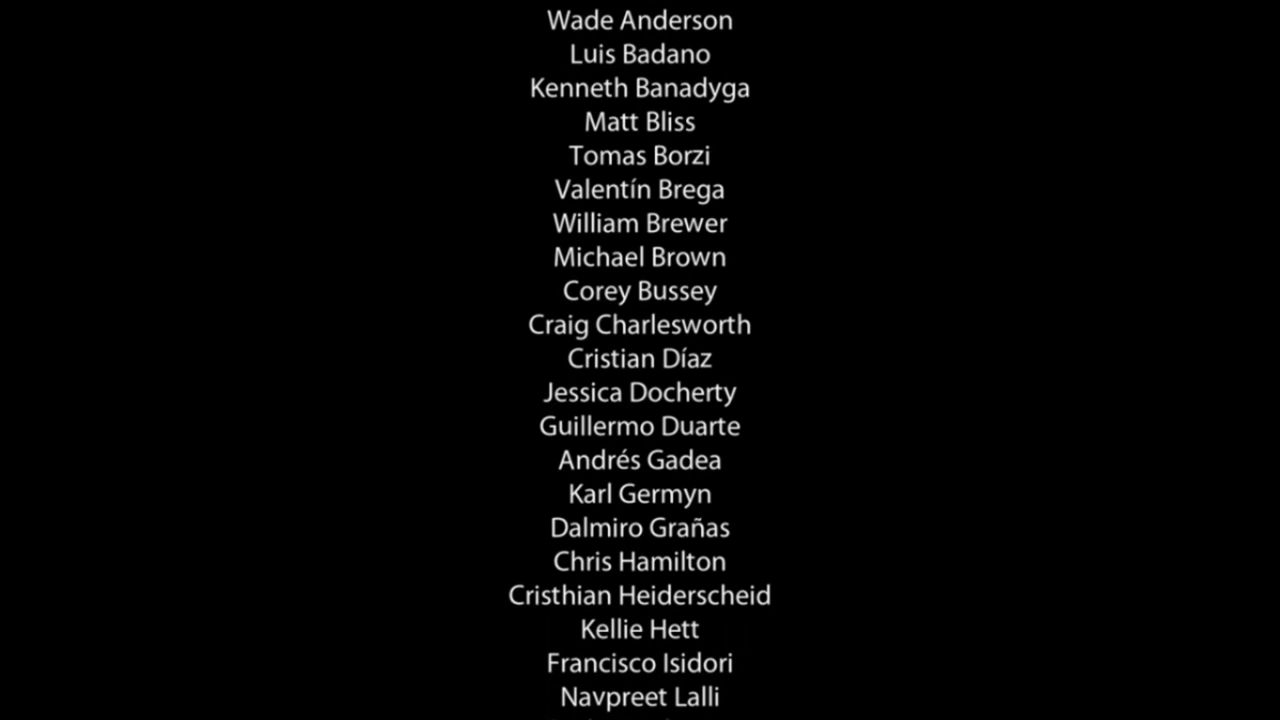 Wade Anderson
Luis Badano
Kenneth Banadyga
Matt Bliss
Tomas Borzi
Valentín Brega
William Brewer
Michael Brown
Corey Bussey
Craig Charlesworth
Cristian Díaz
Jessica Docherty
Guillermo Duarte
Andrés Gadea
Karl Germyn
Dalmiro Grañas
Chris Hamilton
Cristhian Heiderscheid
Kellie Hett
Francisco Isidori
Navpreet Lalli